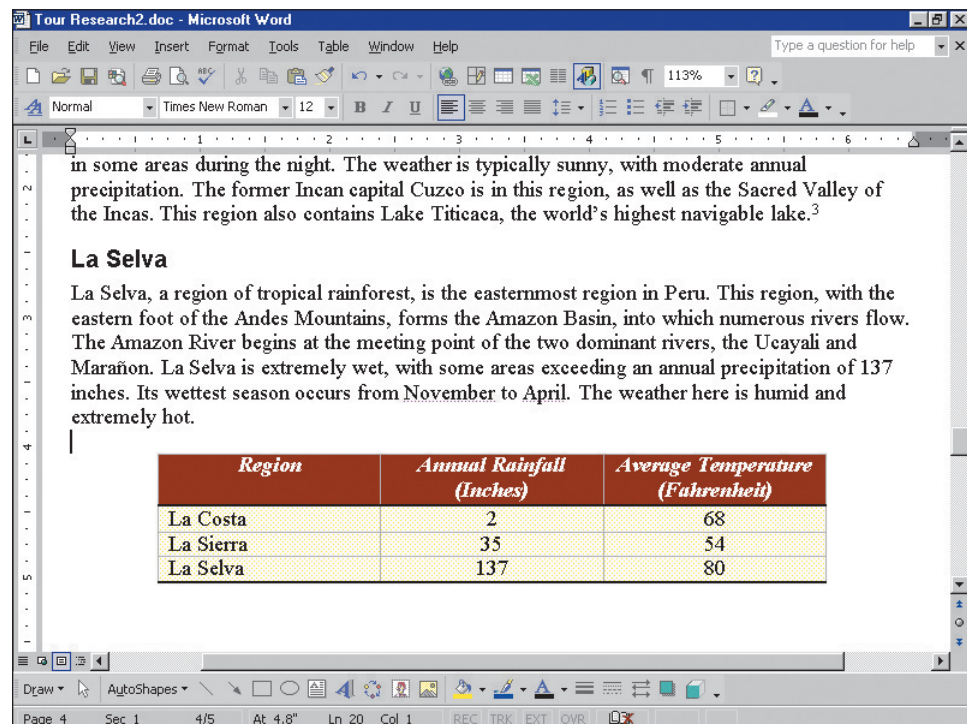 Tour Research2.doc - Microsoft Word
File Edit View Insert Format Tools Table Window Help Type a question for help
ABC ¶ 113%
Normal Times New Roman 12 B I U A
L 1 2 3 4 5 6
in some areas during the night. The weather is typically sunny, with moderate annual
precipitation. The former Incan capital Cuzco is in this region, as well as the Sacred Valley of
the Incas. This region also contains Lake Titicaca, the world's highest navigable lake.3
La Selva
La Selva, a region of tropical rainforest, is the easternmost region in Peru. This region, with the
eastern foot of the Andes Mountains, forms the Amazon Basin, into which numerous rivers flow.
The Amazon River begins at the meeting point of the two dominant rivers, the Ucayali and
Marañon. La Selva is extremely wet, with some areas exceeding an annual precipitation of 137
inches. Its wettest season occurs from November to April. The weather here is humid and
extremely hot.
Region Annual Rainfall (Inches) Average Temperature (Fahrenheit)
La Costa 2 68
La Sierra 35 54
La Selva 137 80
Draw AutoShapes A A
Page 4 Sec 1 4/5 At 4.8" Ln 20 Col 1 REC TRK EXT OVR